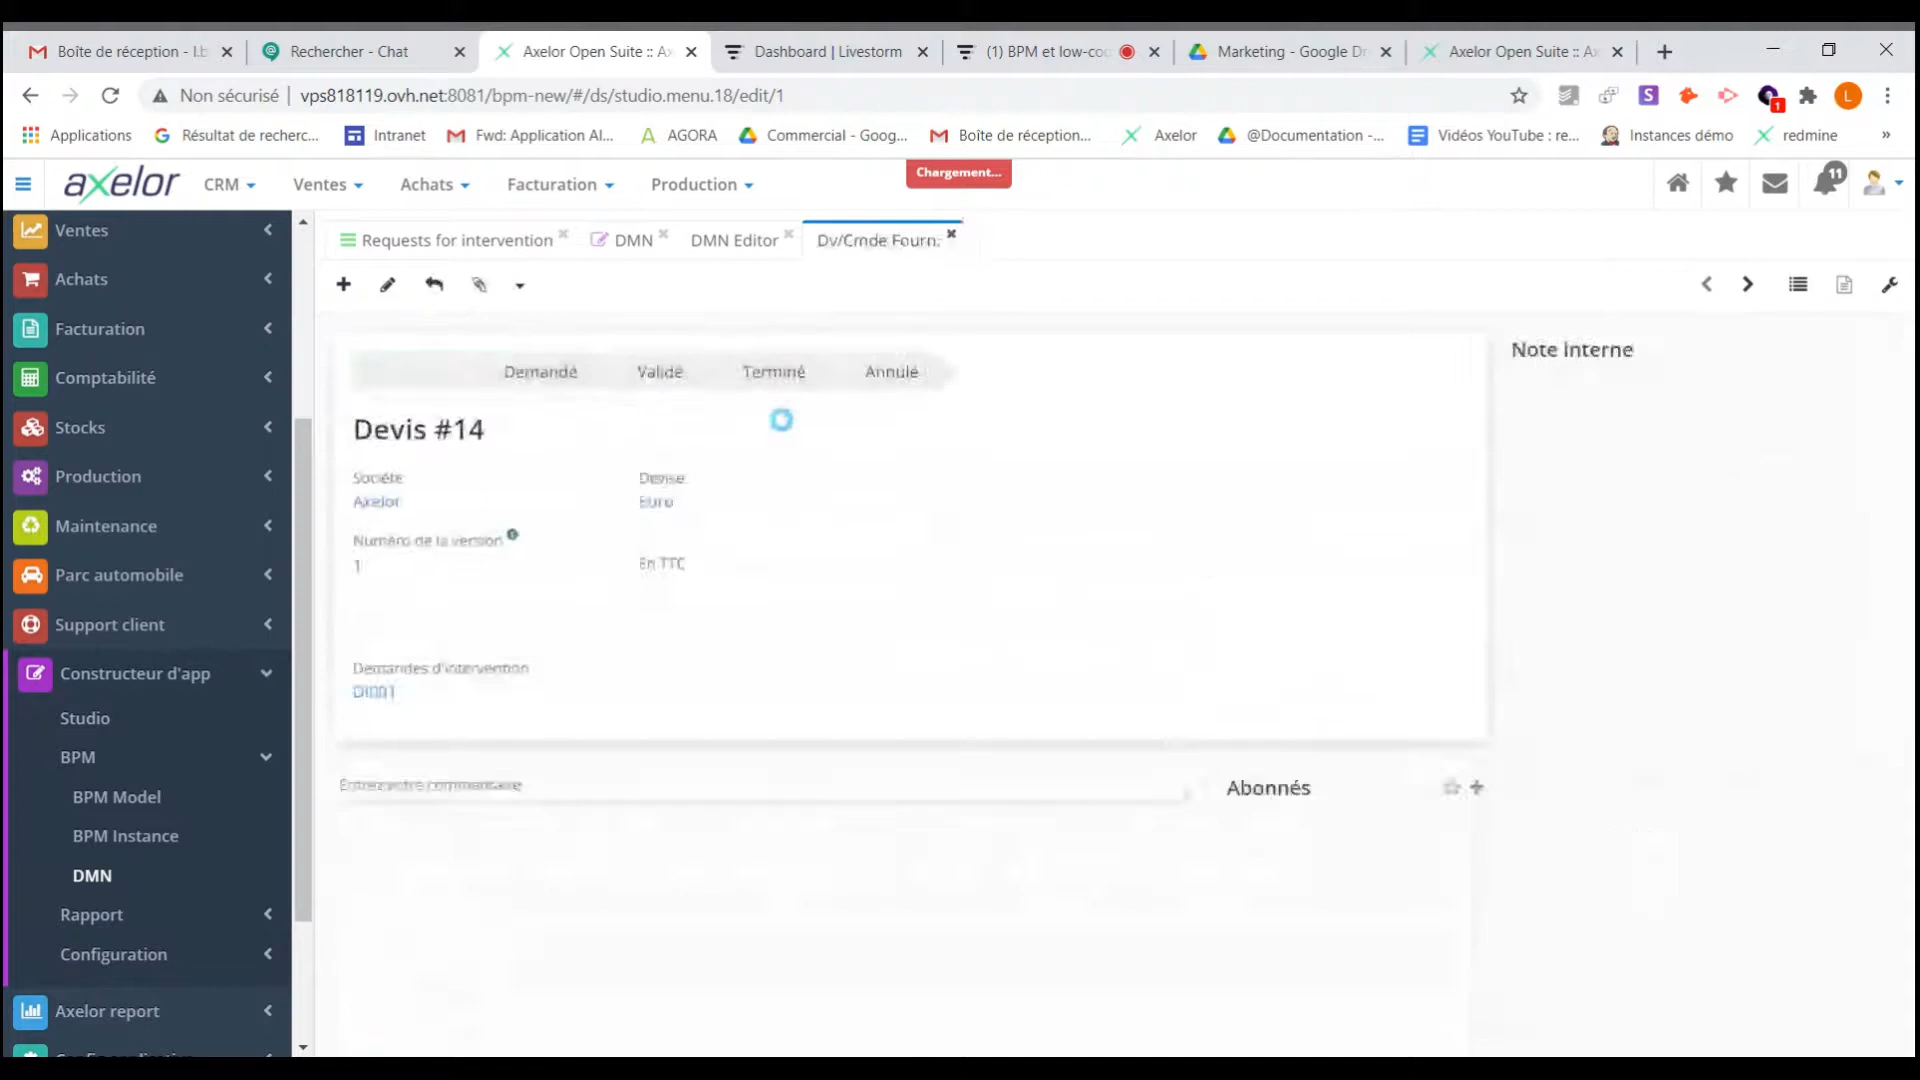 Boîte de réception - l.b
Rechercher - Chat
Axelor Open Suite :: Ax
Dashboard | Livestorm
(1) BPM et low-coc
Marketing - Google Dr
Axelor Open Suite :: Ax
Non sécurisé | vps818119.ovh.net:8081/bpm-new/#/ds/studio.menu.18/edit/1
S
1
L
Applications
Résultat de recherc...
Intranet
Fwd: Application Al...
AGORA
Commercial - Goog...
Boîte de réception...
Axelor
@Documentation -...
Vidéos YouTube : re...
Instances démo
redmine
»
axelor
CRM
Ventes
Achats
Facturation
Production
Chargement...
11
Ventes
Achats
Facturation
Comptabilité
Stocks
Production
Maintenance
Parc automobile
Support client
Constructeur d'app
Studio
BPM
BPM Model
BPM Instance
DMN
Rapport
Configuration
Axelor report
Requests for intervention
DMN
DMN Editor
Dv/Cmde Fourn.
Demandé
Validé
Terminé
Annulé
Devis #14
Société
Axelor
Devise
Euro
Numéro de la version
1
En TTC
Demandes d'intervention
DI001
Note Interne
Entrez votre commentaire
Abonnés